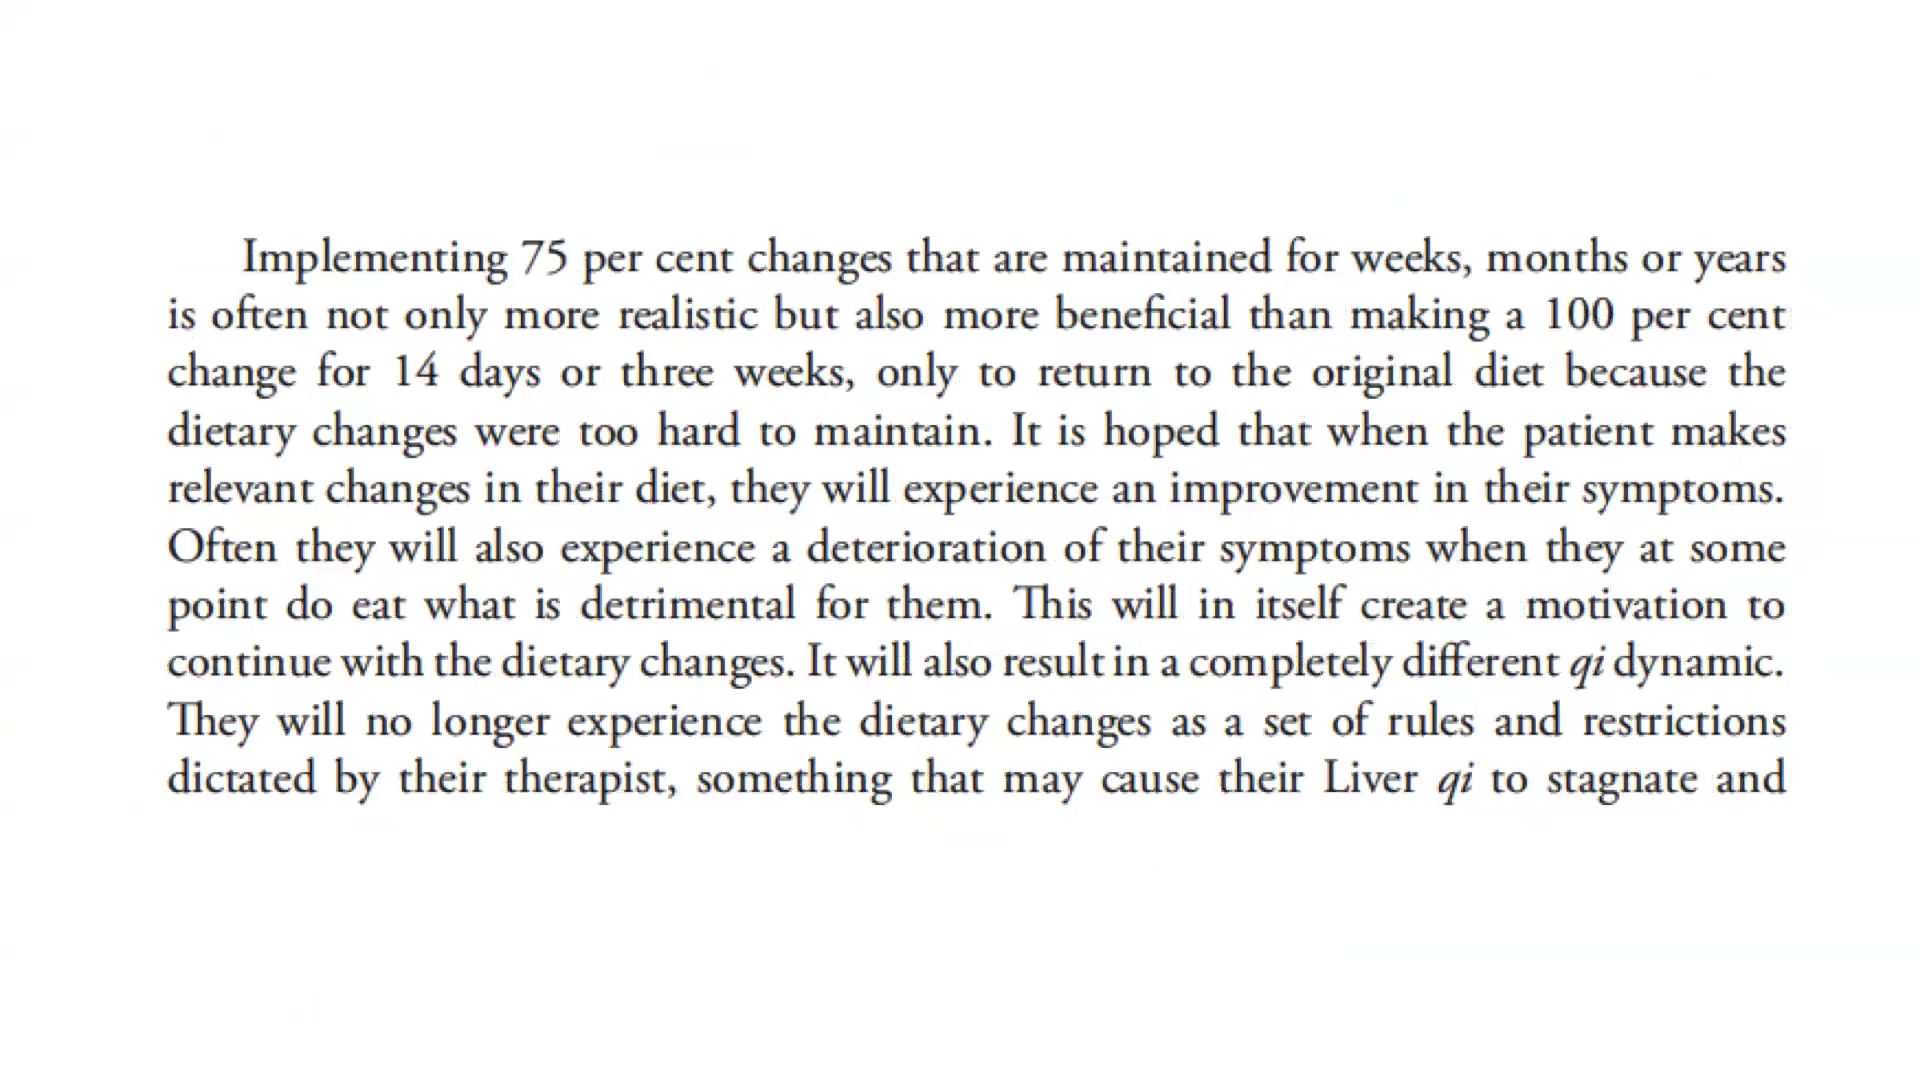 Implementing 75 per cent changes that are maintained for weeks, months or years
is often not only more realistic but also more beneficial than making a 100 per cent
change for 14 days or three weeks, only to return to the original diet because the
dietary changes were too hard to maintain. It is hoped that when the patient makes
relevant changes in their diet, they will experience an improvement in their symptoms.
Often they will also experience a deterioration of their symptoms when they at some
point do eat what is detrimental for them. This will in itself create a motivation to
continue with the dietary changes. It will also result in a completely different qi dynamic.
They will no longer experience the dietary changes as a set of rules and restrictions
dictated by their therapist, something that may cause their Liver qi to stagnate and